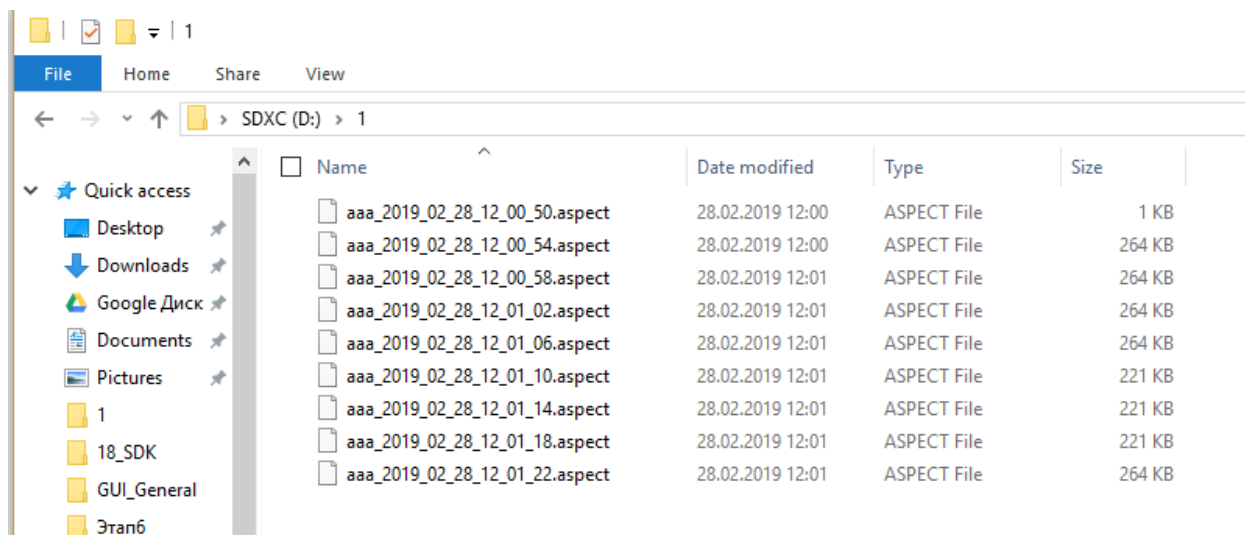 1
File Home Share View
SDXC (D:) > 1
Name Date modified Type Size
Quick access
Desktop
Downloads
Google Диск
Documents
Pictures
1
18_SDK
GUI_General
Этап6
aaa_2019_02_28_12_00_50.aspect 28.02.2019 12:00 ASPECT File 1 KB
aaa_2019_02_28_12_00_54.aspect 28.02.2019 12:00 ASPECT File 264 KB
aaa_2019_02_28_12_00_58.aspect 28.02.2019 12:01 ASPECT File 264 KB
aaa_2019_02_28_12_01_02.aspect 28.02.2019 12:01 ASPECT File 264 KB
aaa_2019_02_28_12_01_06.aspect 28.02.2019 12:01 ASPECT File 264 KB
aaa_2019_02_28_12_01_10.aspect 28.02.2019 12:01 ASPECT File 221 KB
aaa_2019_02_28_12_01_14.aspect 28.02.2019 12:01 ASPECT File 221 KB
aaa_2019_02_28_12_01_18.aspect 28.02.2019 12:01 ASPECT File 221 KB
aaa_2019_02_28_12_01_22.aspect 28.02.2019 12:01 ASPECT File 264 KB